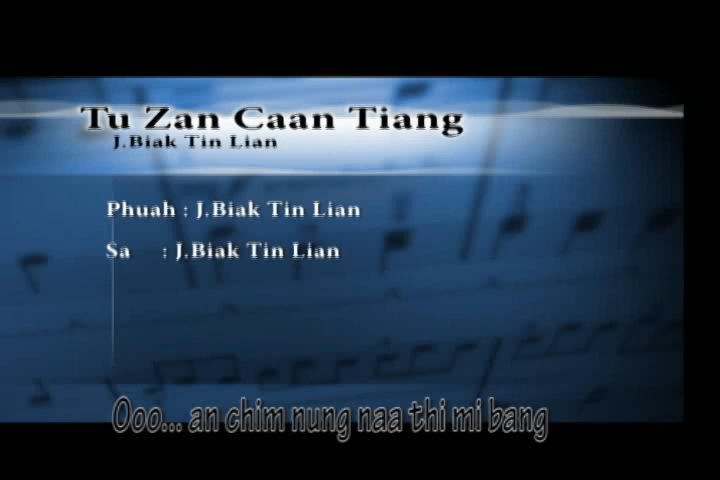 Tu Zan Caan Tiang
J.Biak Tin Lian
Phuah : J.Biak Tin Lian
Sa : J.Biak Tin Lian
Ooo... an chim nung naa thi mi bang